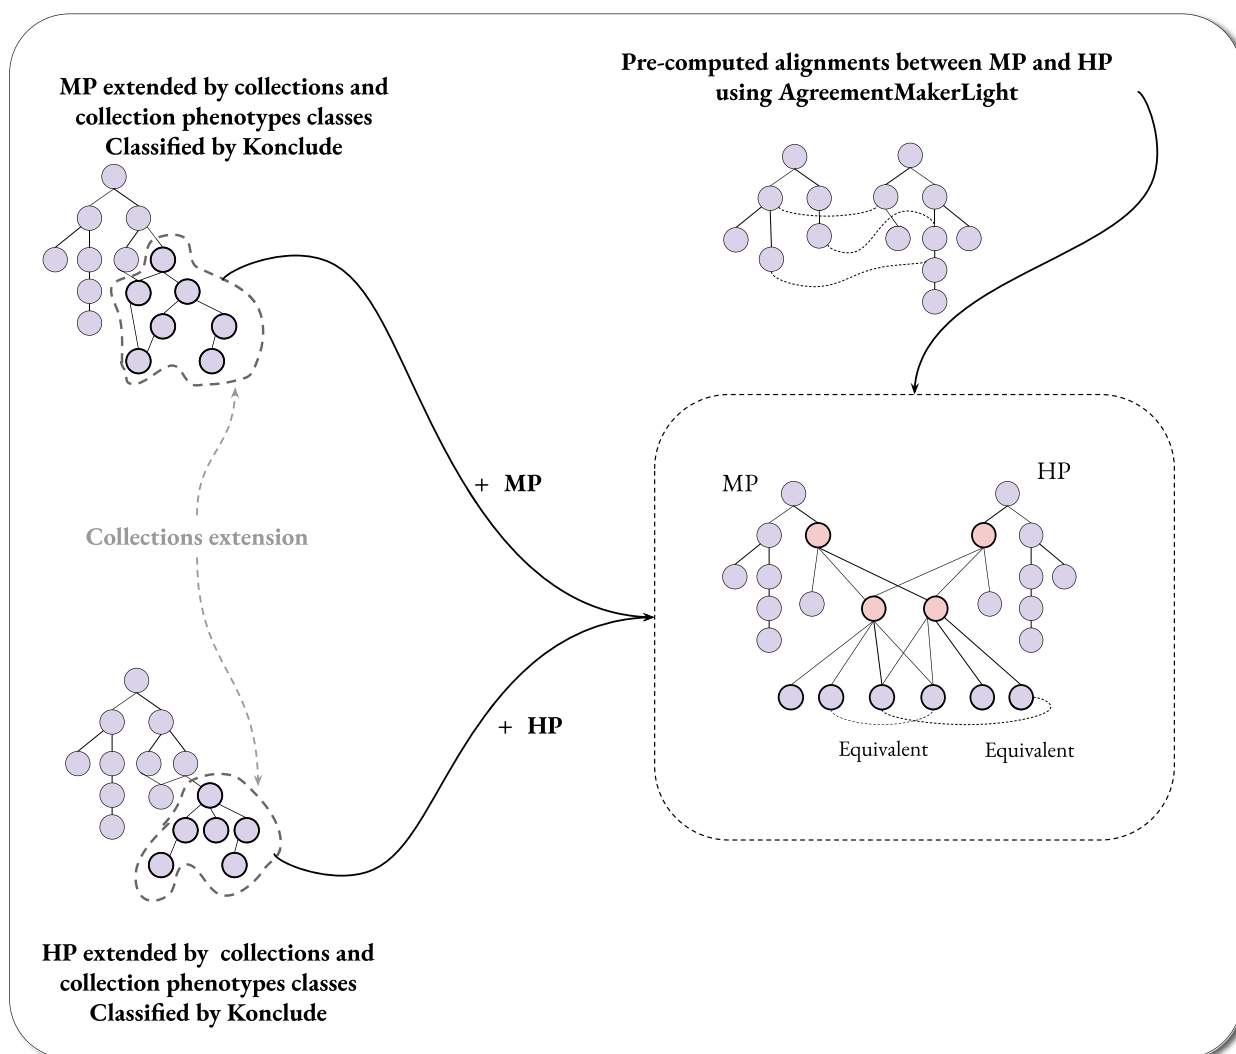 MP extended by collections and
collection phenotypes classes
Classified by Konclude
Pre-computed alignments between MP and HP
using AgreementMakerLight
+ MP
Collections extension
+ HP
MP
HP
Equivalent
Equivalent
HP extended by collections and
collection phenotypes classes
Classified by Konclude